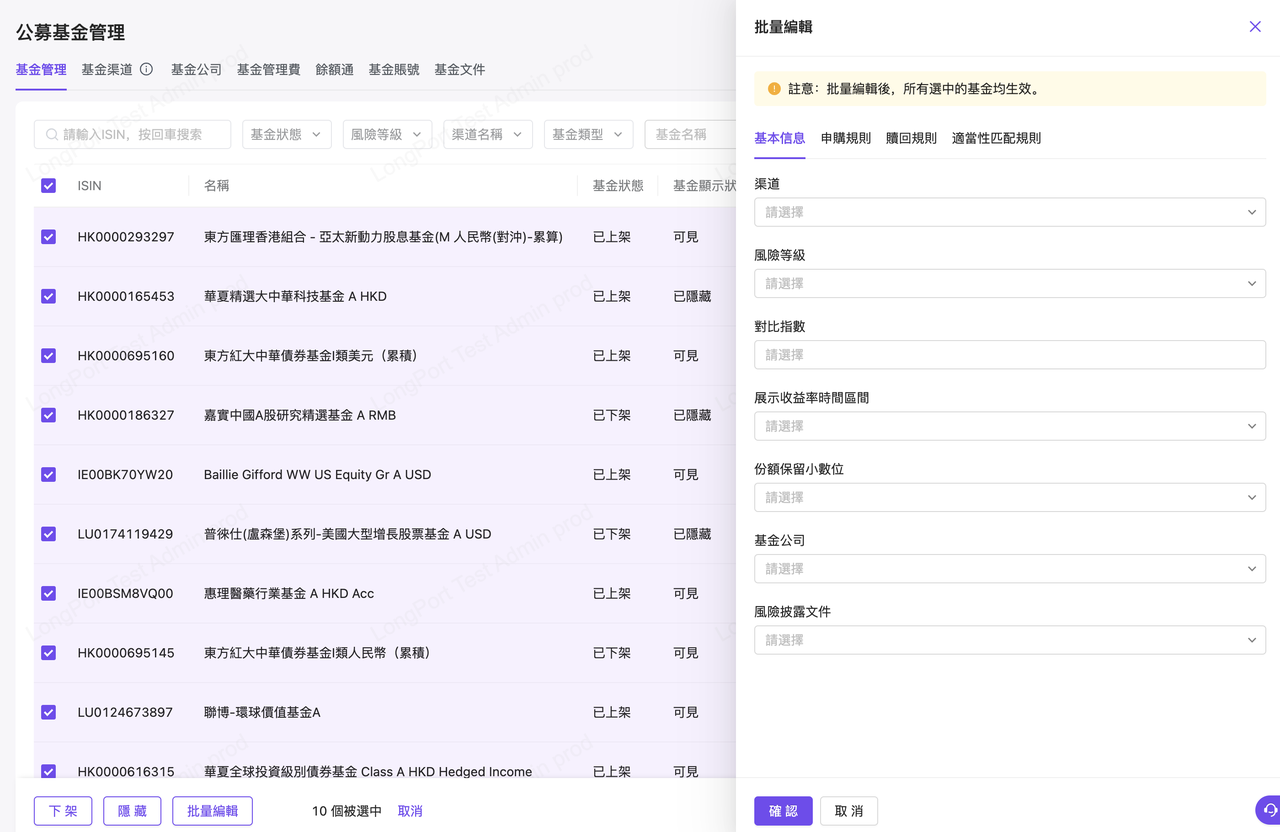 公募基金管理
基金管理 基金渠道 基金公司 基金管理費 餘額通 基金賬號 基金文件
請輸入ISIN，按回車搜索 基金狀態 風險等級 渠道名稱 基金類型 基金名稱
ISIN 名稱 基金狀態 基金顯示狀
HK0000293297 東方匯理香港組合 - 亞太新動力股息基金(M 人民幣(對沖)-累算) 已上架 可見
HK0000165453 華夏精選大中華科技基金 A HKD 已上架 已隱藏
HK0000695160 東方紅大中華債券基金I類美元（累積） 已上架 可見
HK0000186327 嘉實中國A股研究精選基金 A RMB 已下架 已隱藏
IE00BK70YW20 Baillie Gifford WW US Equity Gr A USD 已上架 可見
LU0174119429 普徠仕(盧森堡)系列-美國大型增長股票基金 A USD 已下架 已隱藏
IE00BSM8VQ00 惠理醫藥行業基金 A HKD Acc 已上架 可見
HK0000695145 東方紅大中華債券基金I類人民幣（累積） 已下架 可見
LU0124673897 聯博-環球價值基金A 已上架 可見
HK0000616315 華夏全球投資級別債券基金 Class A HKD Hedged Income 已上架 可見
下架 隱藏 批量編輯 10 個被選中 取消
批量編輯
註意：批量編輯後，所有選中的基金均生效。
基本信息 申購規則 贖回規則 適當性匹配規則
渠道
請選擇
風險等級
請選擇
對比指數
請選擇
展示收益率時間區間
請選擇
份額保留小數位
請選擇
基金公司
請選擇
風險披露文件
請選擇
確認 取消
LongPort Test Admin prod